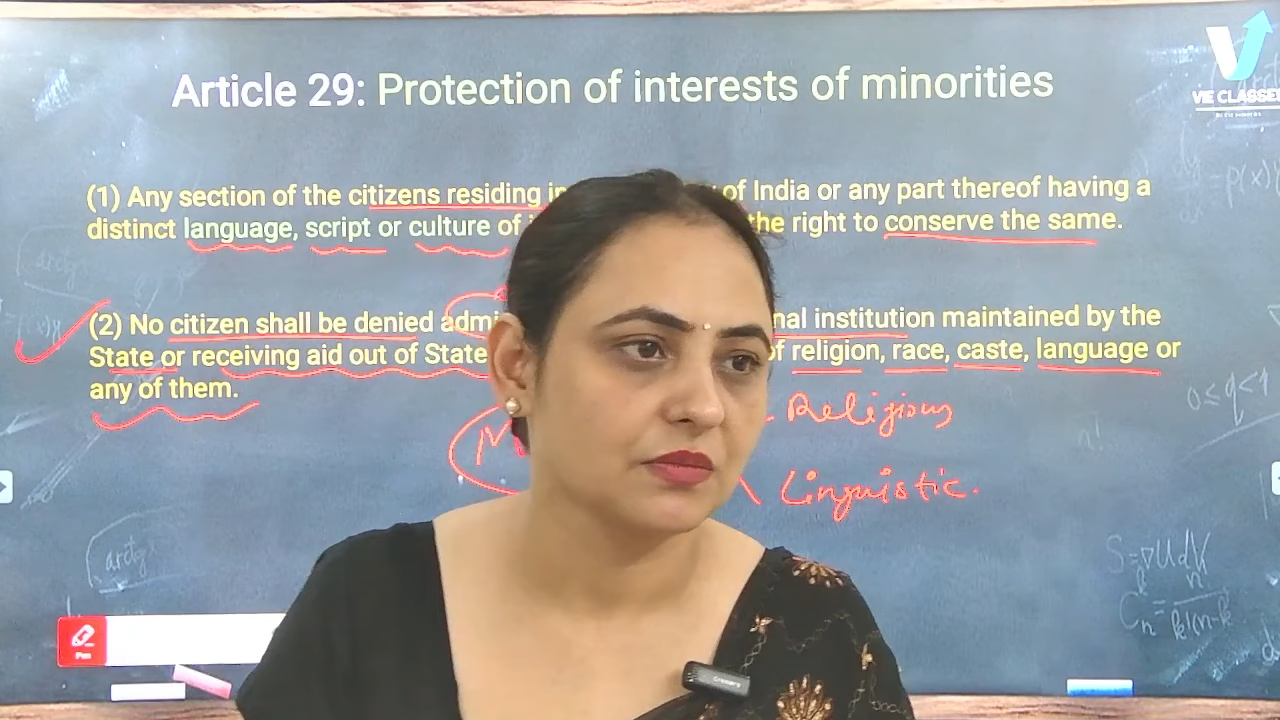 Article 29: Protection of interests of minorities
VIE CLASSES
(1) Any section of the citizens residing in of India or any part thereof having a
distinct language, script or culture of the right to conserve the same.
(2) No citizen shall be denied institution maintained by the
State or receiving aid out of State of religion, race, caste, language or
any of them.
Religious
Linguistic.
Pen